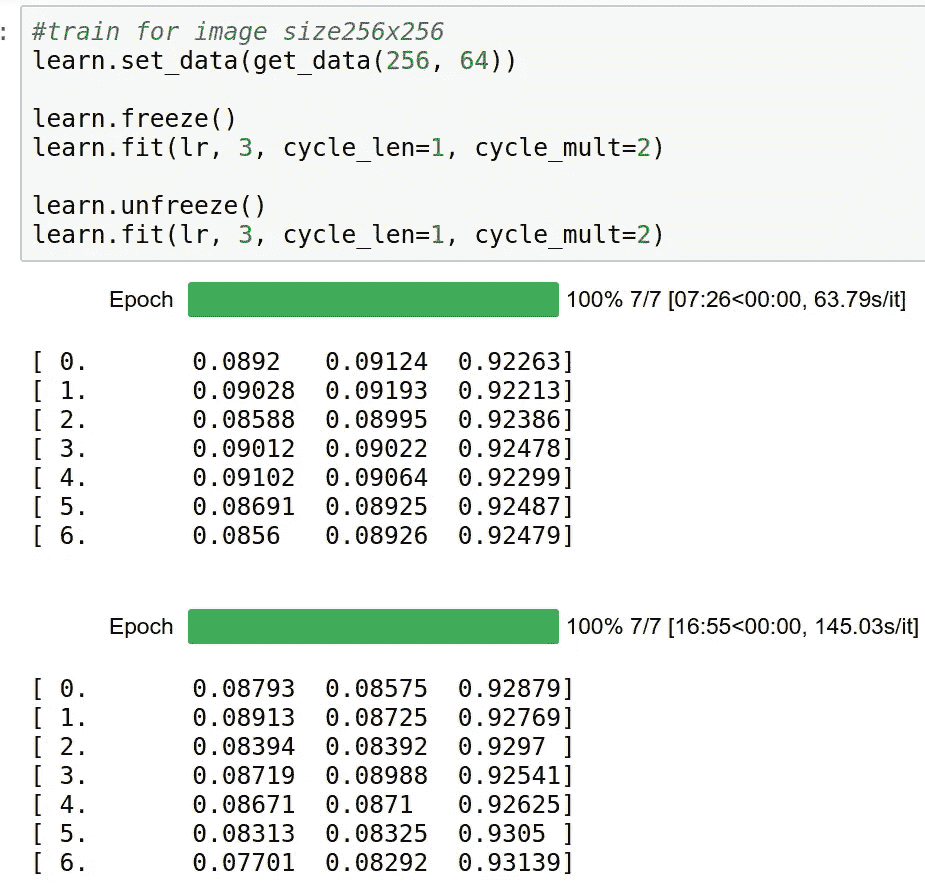 : #train for image size256x256
learn.set_data(get_data(256, 64))
learn.freeze()
learn.fit(lr, 3, cycle_len=1, cycle_mult=2)
learn.unfreeze()
learn.fit(lr, 3, cycle_len=1, cycle_mult=2)
Epoch 100% 7/7 [07:26<00:00, 63.79s/it]
[ 0. 0.0892 0.09124 0.92263]
[ 1. 0.09028 0.09193 0.92213]
[ 2. 0.08588 0.08995 0.92386]
[ 3. 0.09012 0.09022 0.92478]
[ 4. 0.09102 0.09064 0.92299]
[ 5. 0.08691 0.08925 0.92487]
[ 6. 0.0856 0.08926 0.92479]
Epoch 100% 7/7 [16:55<00:00, 145.03s/it]
[ 0. 0.08793 0.08575 0.92879]
[ 1. 0.08913 0.08725 0.92769]
[ 2. 0.08394 0.08392 0.9297 ]
[ 3. 0.08719 0.08988 0.92541]
[ 4. 0.08671 0.0871 0.92625]
[ 5. 0.08313 0.08325 0.9305 ]
[ 6. 0.07701 0.08292 0.93139]